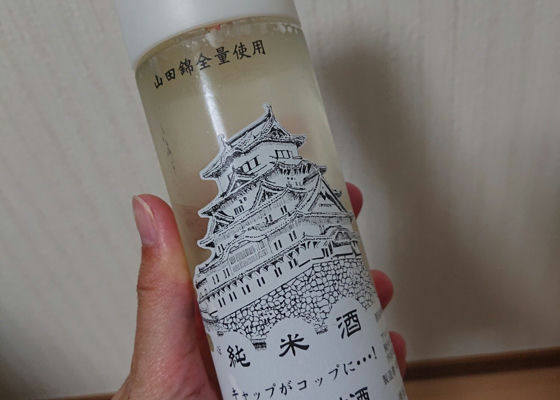 山田錦全量使用
純米酒
キャップがコップに・・・!
酒